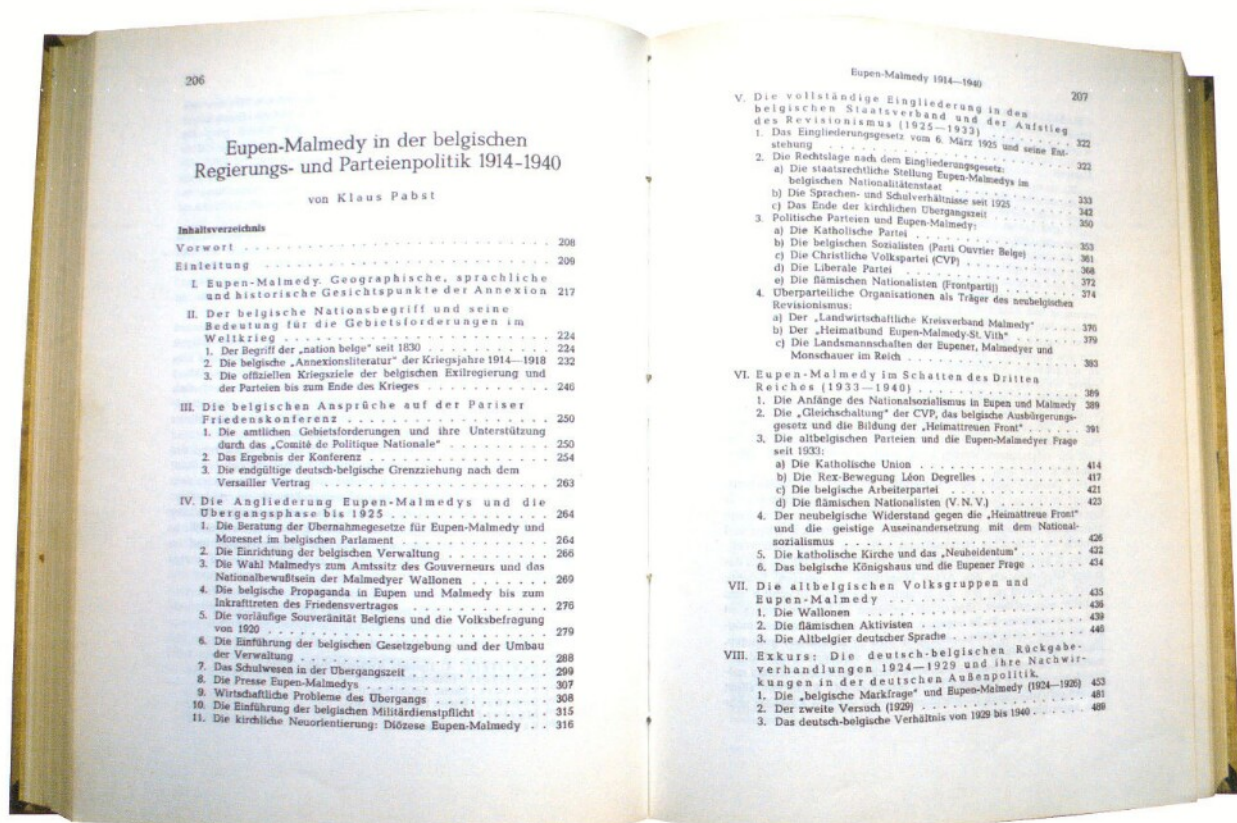 206
Eupen-Malmedy in der belgischen
Regierungs- und Parteienpolitik 1914-1940
von Klaus Pabst
Inhaltsverzeichnis
Vorwort . . . . . . . . . . 208
Einleitung . . . . . . . . . . 209
I. Eupen-Malmedy. Geographische, sprachliche
und historische Gesichtspunkte der Annexion 217
II. Der belgische Nationsbegriff und seine
Bedeutung für die Gebietsforderungen im
Weltkrieg . . . . . . . . . . 224
1. Der Begriff der „nation belge" seit 1830 . . . . . 224
2. Die belgische „Annexionsliteratur" der Kriegsjahre 1914—1918 232
3. Die offiziellen Kriegsziele der belgischen Exilregierung und
der Parteien bis zum Ende des Krieges . . . . . 246
III. Die belgischen Ansprüche auf der Pariser
Friedenskonferenz . . . . . . . . . . 250
1. Die amtlichen Gebietsforderungen und ihre Unterstützung
durch das „Comité de Politique Nationale" . . . . . 250
2. Das Ergebnis der Konferenz . . . . . 254
3. Die endgültige deutsch-belgische Grenzziehung nach dem
Versailler Vertrag . . . . . 263
IV. Die Angliederung Eupen-Malmedys und die
Übergangsphase bis 1925 . . . . . 264
1. Die Beratung der Übernahmegesetze für Eupen-Malmedy und
Moresnet im belgischen Parlament . . . . . 264
2. Die Einrichtung der belgischen Verwaltung . . . . . 266
3. Die Wahl Malmedys zum Amtssitz des Gouverneurs und das
Nationalbewußtsein der Malmedyer Wallonen . . . . . 269
4. Die belgische Propaganda in Eupen und Malmedy bis zum
Inkrafttreten des Friedensvertrages . . . . . 276
5. Die vorläufige Souveränität Belgiens und die Volksbefragung
von 1920 . . . . . 279
6. Die Einführung der belgischen Gesetzgebung und der Umbau
der Verwaltung . . . . . 288
7. Das Schulwesen in der Übergangszeit . . . . . 299
8. Die Presse Eupen-Malmedys . . . . . 307
9. Wirtschaftliche Probleme des Übergangs . . . . . 308
10. Die Einführung der belgischen Militärdienstpflicht . . . . . 315
11. Die kirchliche Neuorientierung: Diözese Eupen-Malmedy . . 316
Eupen-Malmedy 1914—1940
207
V. Die vollständige Eingliederung in den
belgischen Staatsverband und der Aufstieg
des Revisionismus (1925—1933) . . . . . 322
1. Das Eingliederungsgesetz vom 6. März 1925 und seine Ent-
stehung . . . . . 322
2. Die Rechtslage nach dem Eingliederungsgesetz:
a) Die staatsrechtliche Stellung Eupen-Malmedys im
belgischen Nationalitätenstaat . . . . . 333
b) Die Sprachen- und Schulverhältnisse seit 1925 . . . . . 342
c) Das Ende der kirchlichen Übergangszeit . . . . . 350
3. Politische Parteien und Eupen-Malmedy:
a) Die Katholische Partei . . . . . 353
b) Die belgischen Sozialisten (Parti Ouvrier Belge) . . . . . 361
c) Die Christliche Volkspartei (CVP) . . . . . 368
d) Die Liberale Partei . . . . . 372
e) Die flämischen Nationalisten (Frontpartij) . . . . . 374
4. Überparteiliche Organisationen als Träger des neubelgischen
Revisionismus:
a) Der „Landwirtschaftliche Kreisverband Malmedy" . . . . . 376
b) Der „Heimatbund Eupen-Malmedy-St. Vith" . . . . . 379
c) Die Landsmannschaften der Eupener, Malmedyer und
Monschauer im Reich . . . . . 383
VI. Eupen-Malmedy im Schatten des Dritten
Reiches (1933—1940) . . . . . 389
1. Die Anfänge des Nationalsozialismus in Eupen und Malmedy 389
2. Die „Gleichschaltung" der CVP, das belgische Ausbürgerungs-
gesetz und die Bildung der „Heimattreuen Front" . . . . . 391
3. Die altbelgischen Parteien und die Eupen-Malmedyer Frage
seit 1933:
a) Die Katholische Union . . . . . 414
b) Die Rex-Bewegung Léon Degrelles . . . . . 417
c) Die belgische Arbeiterpartei . . . . . 421
d) Die flämischen Nationalisten (V. N. V.) . . . . . 423
4. Der neubelgische Widerstand gegen die „Heimattreue Front"
und die geistige Auseinandersetzung mit dem National-
sozialismus . . . . . 426
5. Die katholische Kirche und das „Neuheidentum" . . . . . 432
6. Das belgische Königshaus und die Eupener Frage . . . . . 434
VII. Die altbelgischen Volksgruppen und
Eupen-Malmedy . . . . . 435
1. Die Wallonen . . . . . 436
2. Die flämischen Aktivisten . . . . . 439
3. Die Altbelgier deutscher Sprache . . . . . 446
VIII. Exkurs: Die deutsch-belgischen Rückgabe-
verhandlungen 1924—1929 und ihre Nachwir-
kungen in der deutschen Außenpolitik.
1. Die „belgische Markfrage" und Eupen-Malmedy (1924—1926) 453
2. Der zweite Versuch (1929) . . . . . 481
3. Das deutsch-belgische Verhältnis von 1929 bis 1940 . . . . . 489